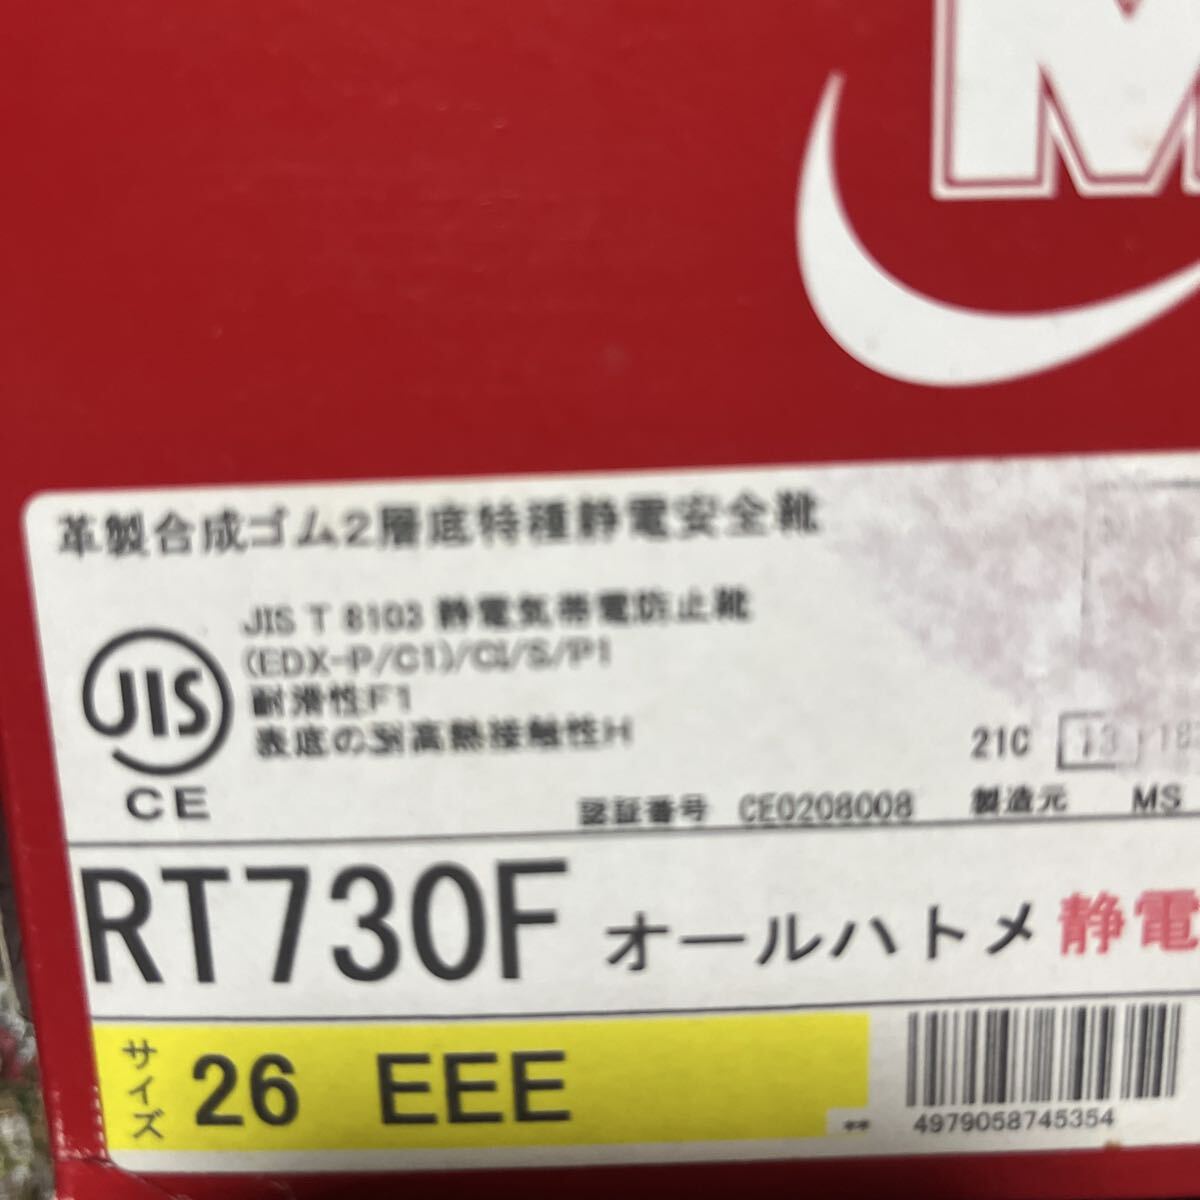 M
革製合成ゴム2層底特種静電安全靴
JIS T 8103 静電気帯電防止靴
(EDX-P/C1)/CI/S/P1
耐滑性F1
表底の耐高熱接触性H
JIS
CE
21C 13
認証番号 CE0208008 製造元 MS
RT730F オールハトメ 静電
サイズ 26 EEE
**
4979058745354